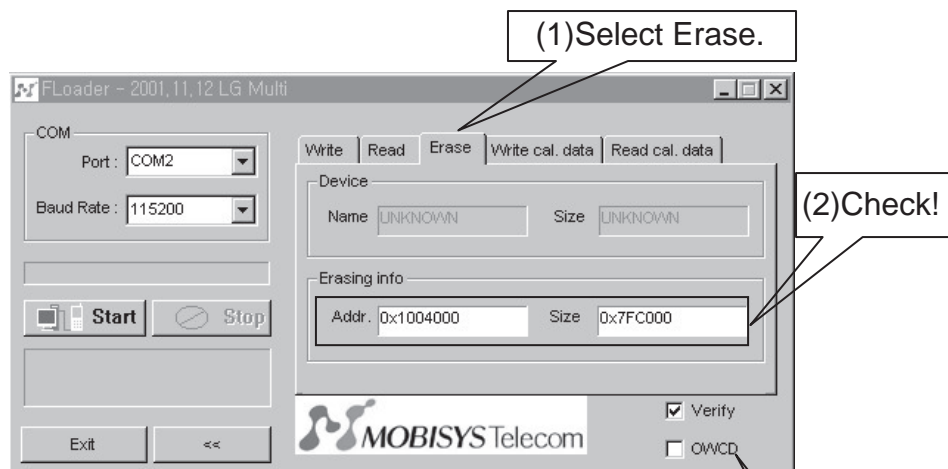 (1)Select Erase.
FLoader - 2001,11,12 LG Multi
COM
Port : COM2
Baud Rate : 115200
Start
Stop
Exit
<<
Write Read Erase Write cal. data Read cal. data
Device
Name UNKNOWN Size UNKNOWN
(2)Check!
Erasing info
Addr. 0x1004000 Size 0x7FC000
MOBISYS Telecom
Verify
OWCD